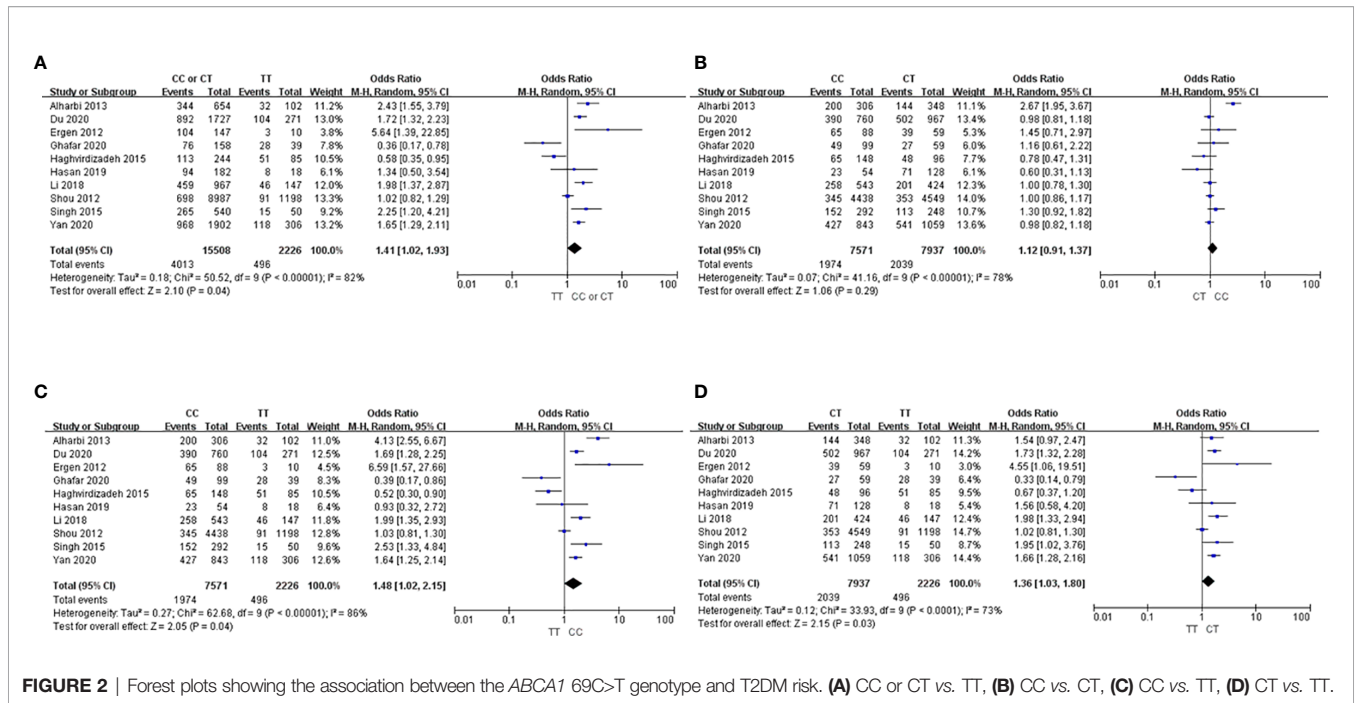 A
CC or CT TT Odds Ratio Odds Ratio
Study or Subgroup Events Total Events Total Weight M-H, Random, 95% CI M-H, Random, 95% CI
Alharbi 2013 344 654 32 102 11.2% 2.43 [1.55, 3.79]
Du 2020 892 1727 104 271 13.0% 1.72 [1.32, 2.23]
Ergen 2012 104 147 3 10 3.8% 5.64 [1.39, 22.85]
Ghafar 2020 76 158 28 39 7.8% 0.36 [0.17, 0.78]
Haghvirdizadeh 2015 113 244 51 85 10.7% 0.58 [0.35, 0.95]
Hasan 2019 94 182 8 18 6.1% 1.34 [0.50, 3.54]
Li 2018 459 967 46 147 12.0% 1.98 [1.37, 2.87]
Shou 2012 698 8987 91 1198 13.3% 1.02 [0.82, 1.29]
Singh 2015 265 540 15 50 9.2% 2.25 [1.20, 4.21]
Yan 2020 968 1902 118 306 13.2% 1.65 [1.29, 2.11]
Total (95% CI) 15508 2226 100.0% 1.41 [1.02, 1.93]
Total events 4013 496
Heterogeneity: Tau² = 0.18; Chi² = 50.52, df = 9 (P < 0.00001); I² = 82%
Test for overall effect: Z = 2.10 (P = 0.04)
0.01 0.1 1 10 100
TT CC or CT
B
CC CT Odds Ratio Odds Ratio
Study or Subgroup Events Total Events Total Weight M-H, Random, 95% CI M-H, Random, 95% CI
Alharbi 2013 200 306 144 348 11.1% 2.67 [1.95, 3.67]
Du 2020 390 760 502 967 13.4% 0.98 [0.81, 1.18]
Ergen 2012 65 88 39 59 5.1% 1.45 [0.71, 2.97]
Ghafar 2020 49 99 27 59 6.0% 1.16 [0.61, 2.22]
Haghvirdizadeh 2015 65 148 48 96 7.7% 0.78 [0.47, 1.31]
Hasan 2019 23 54 71 128 6.0% 0.60 [0.31, 1.13]
Li 2018 258 543 201 424 12.4% 1.00 [0.78, 1.30]
Shou 2012 345 4438 353 4549 14.0% 1.00 [0.86, 1.17]
Singh 2015 152 292 113 248 10.7% 1.30 [0.92, 1.82]
Yan 2020 427 843 541 1059 13.6% 0.98 [0.82, 1.18]
Total (95% CI) 7571 7937 100.0% 1.12 [0.91, 1.37]
Total events 1974 2039
Heterogeneity: Tau² = 0.07; Chi² = 41.16, df = 9 (P < 0.00001); I² = 78%
Test for overall effect: Z = 1.06 (P = 0.29)
0.01 0.1 1 10 100
CT CC
C
CC TT Odds Ratio Odds Ratio
Study or Subgroup Events Total Events Total Weight M-H, Random, 95% CI M-H, Random, 95% CI
Alharbi 2013 200 306 32 102 11.0% 4.13 [2.55, 6.67]
Du 2020 390 760 104 271 12.5% 1.69 [1.28, 2.25]
Ergen 2012 65 88 3 10 4.5% 6.59 [1.57, 27.66]
Ghafar 2020 49 99 28 39 8.3% 0.39 [0.17, 0.86]
Haghvirdizadeh 2015 65 148 51 85 10.5% 0.52 [0.30, 0.90]
Hasan 2019 23 54 8 18 6.4% 0.93 [0.32, 2.72]
Li 2018 258 543 46 147 11.8% 1.99 [1.35, 2.93]
Shou 2012 345 4438 91 1198 12.8% 1.03 [0.81, 1.30]
Singh 2015 152 292 15 50 9.6% 2.53 [1.33, 4.84]
Yan 2020 427 843 118 306 12.6% 1.64 [1.25, 2.14]
Total (95% CI) 7571 2226 100.0% 1.48 [1.02, 2.15]
Total events 1974 496
Heterogeneity: Tau² = 0.27; Chi² = 62.68, df = 9 (P < 0.00001); I² = 86%
Test for overall effect: Z = 2.05 (P = 0.04)
0.01 0.1 1 10 100
TT CC
D
CT TT Odds Ratio Odds Ratio
Study or Subgroup Events Total Events Total Weight M-H, Random, 95% CI M-H, Random, 95% CI
Alharbi 2013 144 348 32 102 11.3% 1.54 [0.97, 2.47]
Du 2020 502 967 104 271 14.2% 1.73 [1.32, 2.28]
Ergen 2012 39 59 3 10 3.0% 4.55 [1.06, 19.51]
Ghafar 2020 27 59 28 39 6.8% 0.33 [0.14, 0.79]
Haghvirdizadeh 2015 48 96 51 85 9.6% 0.67 [0.37, 1.20]
Hasan 2019 71 128 8 18 5.5% 1.56 [0.58, 4.20]
Li 2018 201 424 46 147 12.4% 1.98 [1.33, 2.94]
Shou 2012 353 4549 91 1198 14.7% 1.02 [0.81, 1.30]
Singh 2015 113 248 15 50 8.9% 1.95 [1.02, 3.76]
Yan 2020 541 1059 118 306 14.4% 1.66 [1.28, 2.16]
Total (95% CI) 7937 2226 100.0% 1.36 [1.03, 1.80]
Total events 2039 496
Heterogeneity: Tau² = 0.12; Chi² = 33.93, df = 9 (P < 0.0001); I² = 73%
Test for overall effect: Z = 2.15 (P = 0.03)
0.01 0.1 1 10 100
TT CT
FIGURE 2 | Forest plots showing the association between the ABCA1 69C>T genotype and T2DM risk. (A) CC or CT vs. TT, (B) CC vs. CT, (C) CC vs. TT, (D) CT vs. TT.